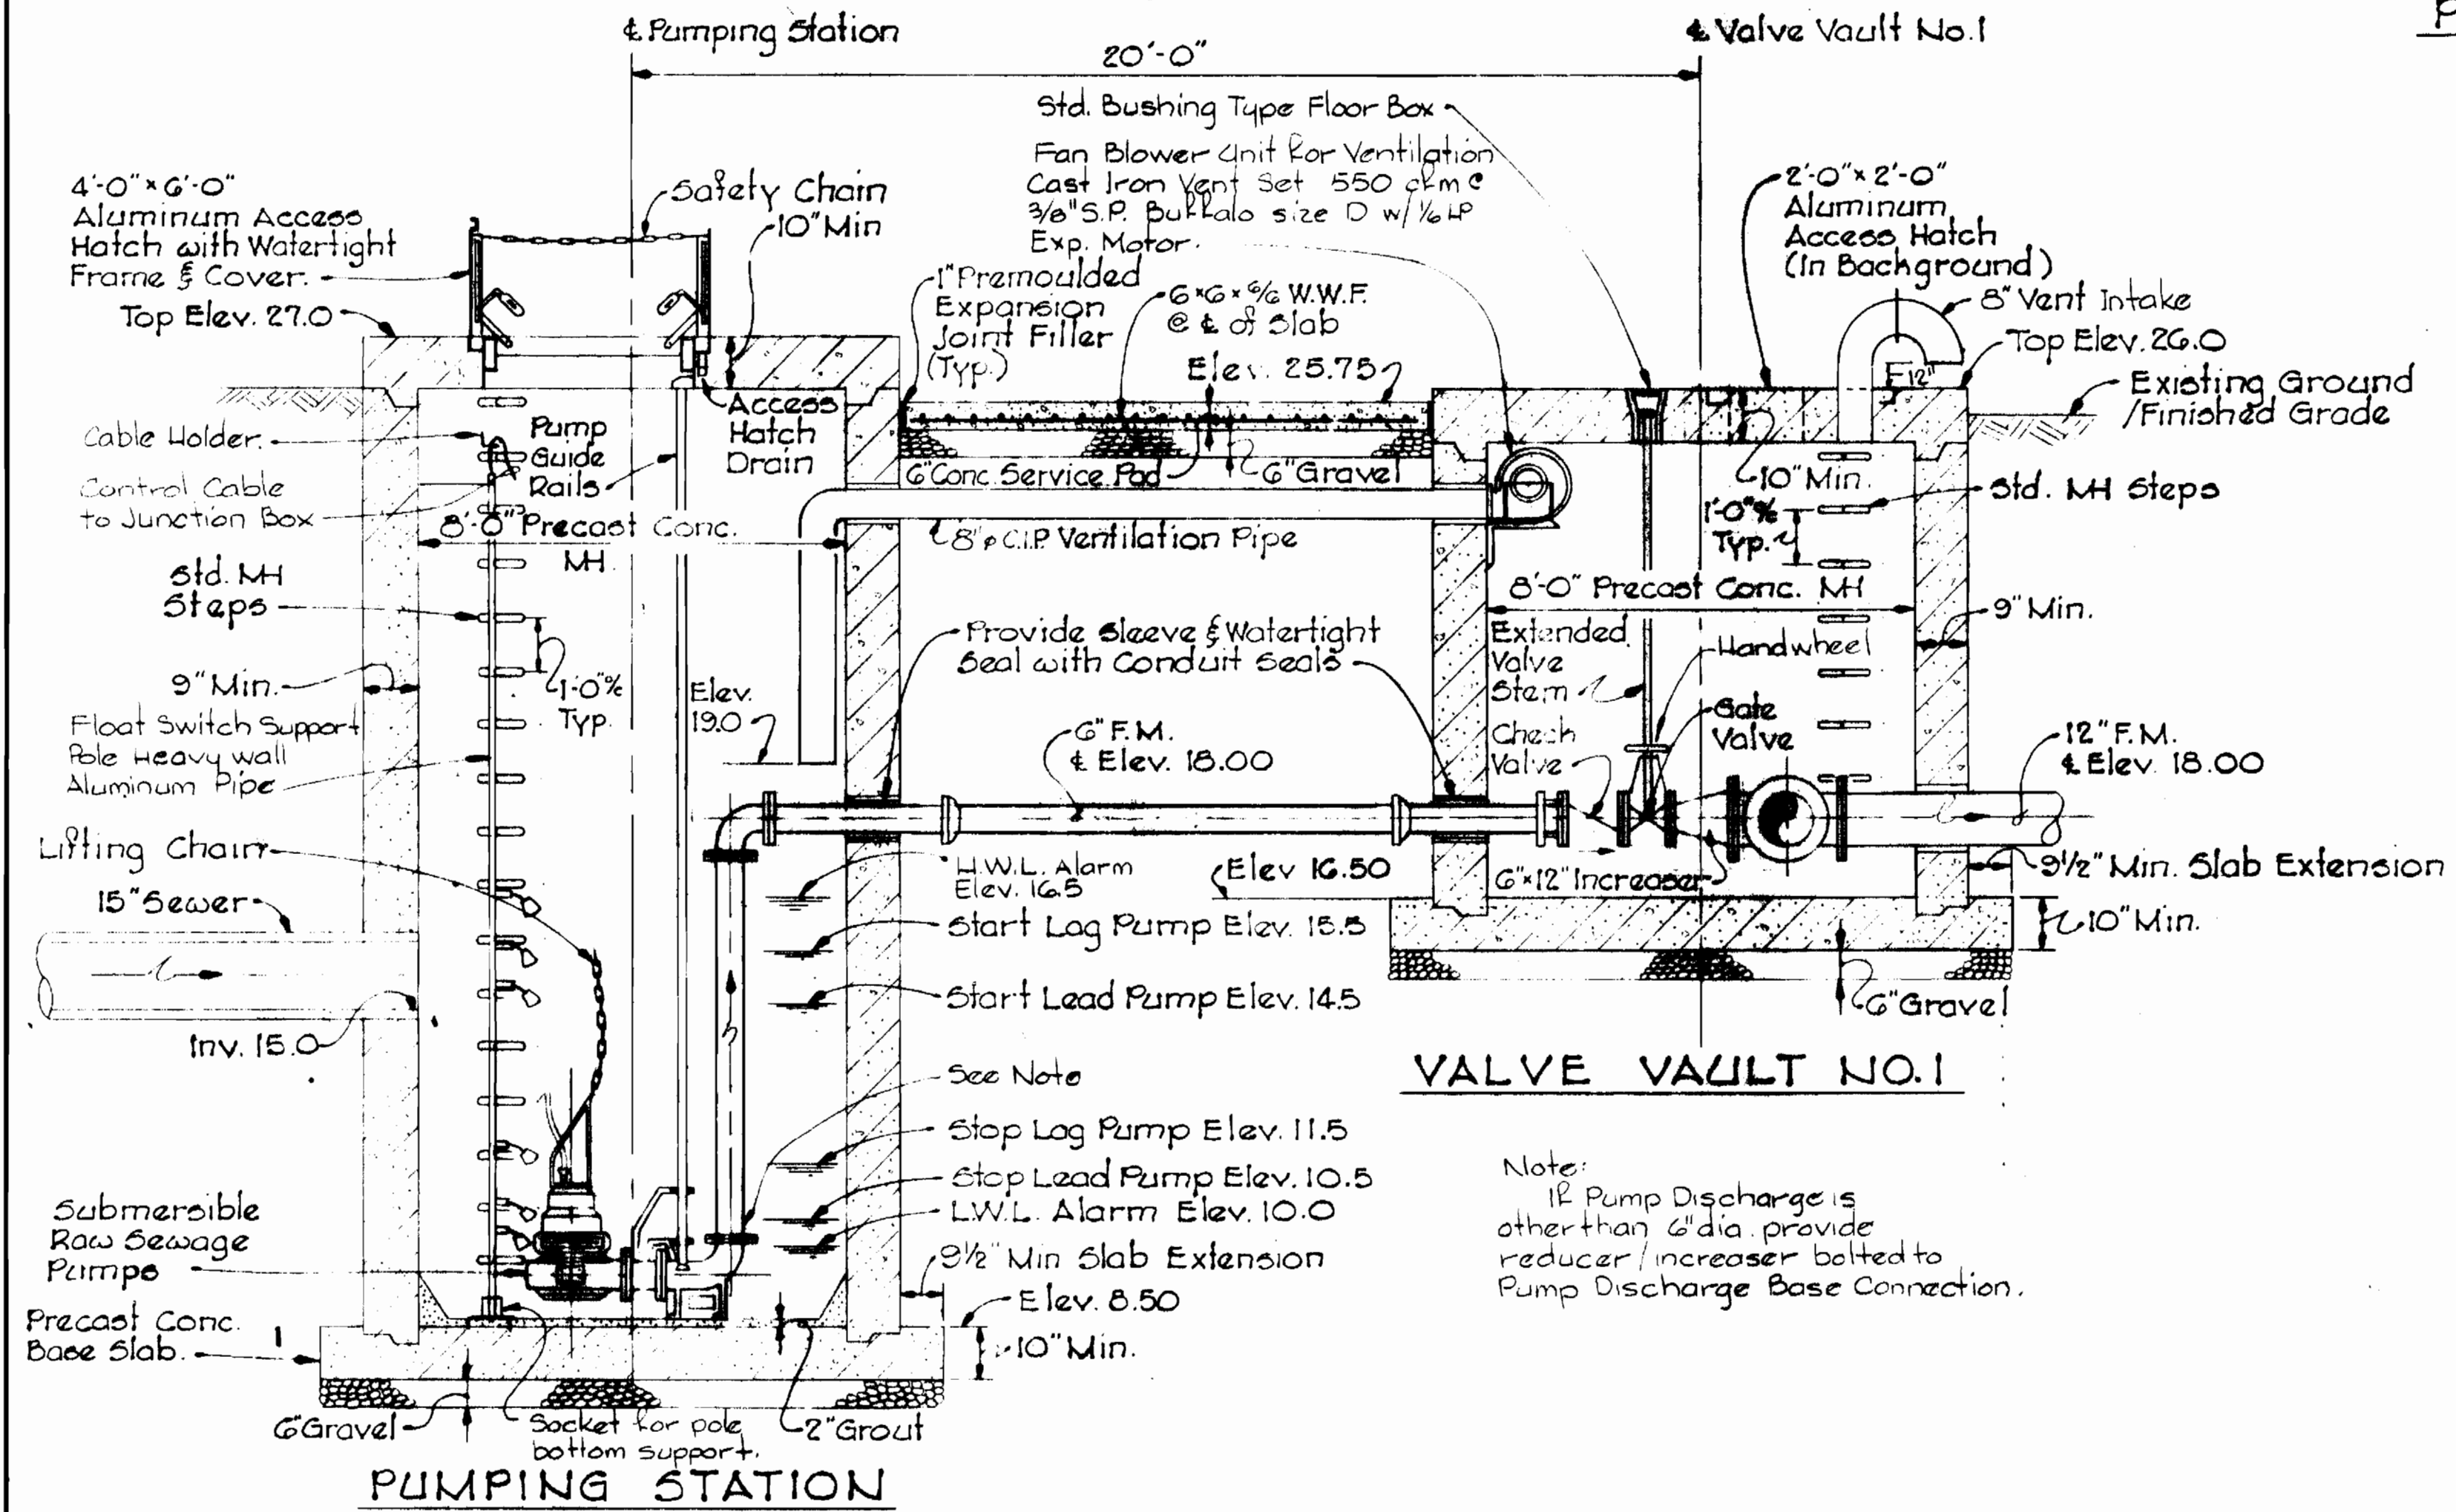 ℄ Pumping Station
℄ Valve Vault No.1
P
20'-0"
Std. Bushing Type Floor Box
Fan Blower Unit for Ventilation
Cast Iron Vent Set 550 cfm @
3/8" S.P. Buffalo size D w/ 1/6 HP
Exp. Motor.
4'-0" x 6'-0"
Aluminum Access
Hatch with Watertight
Frame & Cover.
Top Elev. 27.0
Safety Chain
10" Min
1" Premoulded
Expansion
Joint Filler
(Typ.)
6x6x6/6 W.W.F.
@ ℄ of Slab
Elev. 25.75
2'-0" x 2'-0"
Aluminum
Access Hatch
(In Background)
8" Vent Intake
Top Elev. 26.0
12"
Existing Ground
/Finished Grade
Cable Holder.
Control Cable
to Junction Box
Pump
Guide
Rails
Access
Hatch
Drain
6" Conc. Service Pad
6" Gravel
10" Min.
Std. MH Steps
8'-0" Precast Conc.
MH.
8"ø C.I.P. Ventilation Pipe
1'-0"%
Typ.
Std. MH
Steps
8'-0" Precast Conc. MH
9" Min.
9" Min.
1'-0"%
Typ.
Elev.
19.0
Provide Sleeve & Watertight
Seal with Conduit Seals
Extended
Valve
Stem
Handwheel
Float Switch Support
Pole Heavy wall
Aluminum Pipe
6" F.M.
℄ Elev. 18.00
Check
Valve
Gate
Valve
12" F.M.
℄ Elev. 18.00
Lifting Chain
15" Sewer
H.W.L. Alarm
Elev. 16.5
Elev 16.50
6"x12" Increaser
9 1/2" Min. Slab Extension
10" Min.
Start Lag Pump Elev. 15.5
Start Lead Pump Elev. 14.5
6" Gravel
Inv. 15.0
See Note
VALVE VAULT NO.1
Stop Lag Pump Elev. 11.5
Stop Lead Pump Elev. 10.5
L.W.L. Alarm Elev. 10.0
9 1/2" Min Slab Extension
Elev. 8.50
10" Min.
Submersible
Raw Sewage
Pumps
Precast Conc.
Base Slab.
Note:
If Pump Discharge is
other than 6" dia. provide
reducer/increaser bolted to
Pump Discharge Base Connection.
6" Gravel
Socket for pole
bottom support.
2" Grout
PUMPING STATION